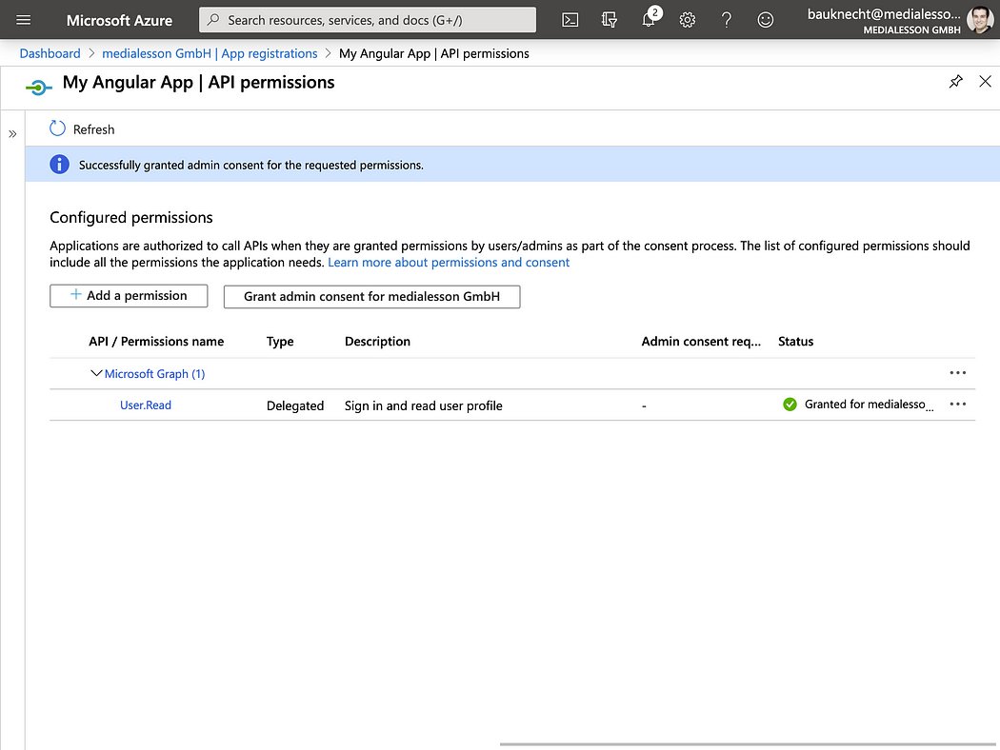 Microsoft Azure
Search resources, services, and docs (G+/)
2
bauknecht@medialesso...
MEDIALESSON GMBH
Dashboard > medialesson GmbH | App registrations > My Angular App | API permissions
My Angular App | API permissions
Refresh
Successfully granted admin consent for the requested permissions.
Configured permissions
Applications are authorized to call APIs when they are granted permissions by users/admins as part of the consent process. The list of configured permissions should
include all the permissions the application needs. Learn more about permissions and consent
+ Add a permission
Grant admin consent for medialesson GmbH
API / Permissions name Type Description Admin consent req... Status
Microsoft Graph (1)
User.Read Delegated Sign in and read user profile - Granted for medialesso...